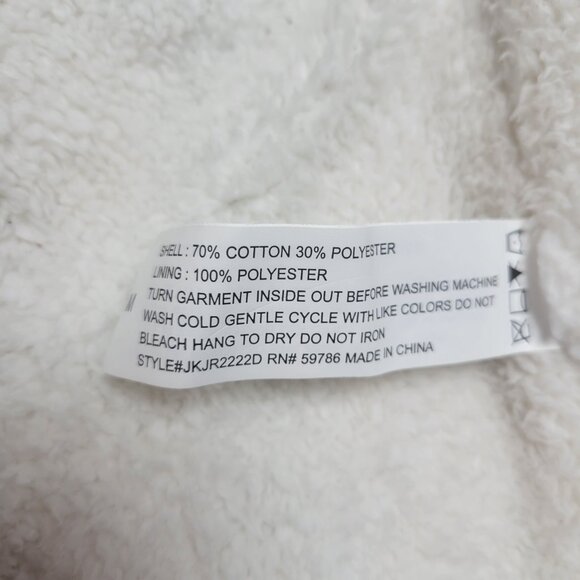 SHELL : 70% COTTON 30% POLYESTER
LINING : 100% POLYESTER
TURN GARMENT INSIDE OUT BEFORE WASHING MACHINE
WASH COLD GENTLE CYCLE WITH LIKE COLORS DO NOT
BLEACH HANG TO DRY DO NOT IRON
STYLE#JKJR2222D RN# 59786 MADE IN CHINA
M